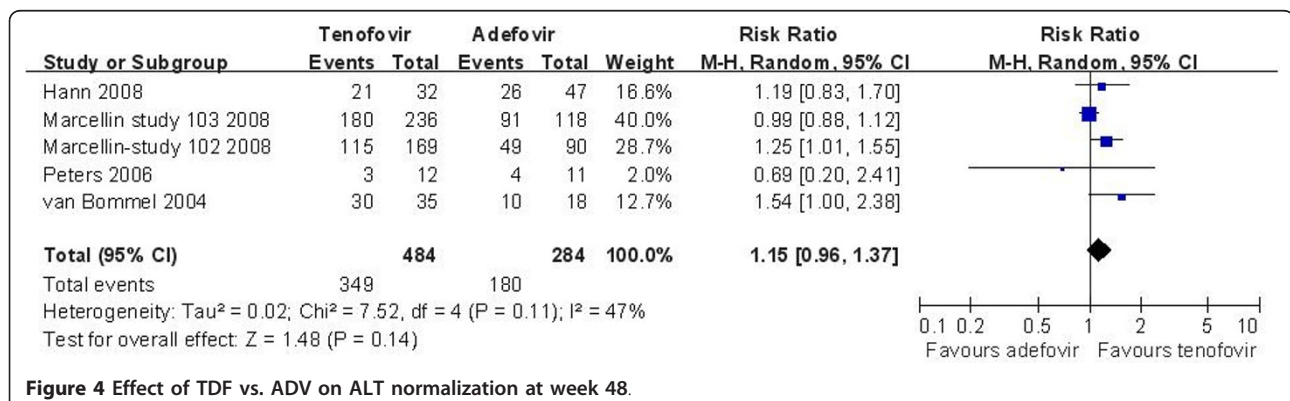 Tenofovir Adefovir Risk Ratio Risk Ratio
Study or Subgroup Events Total Events Total Weight M-H, Random, 95% CI M-H, Random, 95% CI
Hann 2008 21 32 26 47 16.6% 1.19 [0.83, 1.70]
Marcellin study 103 2008 180 236 91 118 40.0% 0.99 [0.88, 1.12]
Marcellin-study 102 2008 115 169 49 90 28.7% 1.25 [1.01, 1.55]
Peters 2006 3 12 4 11 2.0% 0.69 [0.20, 2.41]
van Bommel 2004 30 35 10 18 12.7% 1.54 [1.00, 2.38]
Total (95% CI) 484 284 100.0% 1.15 [0.96, 1.37]
Total events 349 180
Heterogeneity: Tau² = 0.02; Chi² = 7.52, df = 4 (P = 0.11); I² = 47%
Test for overall effect: Z = 1.48 (P = 0.14)
0.1 0.2 0.5 1 2 5 10
Favours adefovir Favours tenofovir
Figure 4 Effect of TDF vs. ADV on ALT normalization at week 48.